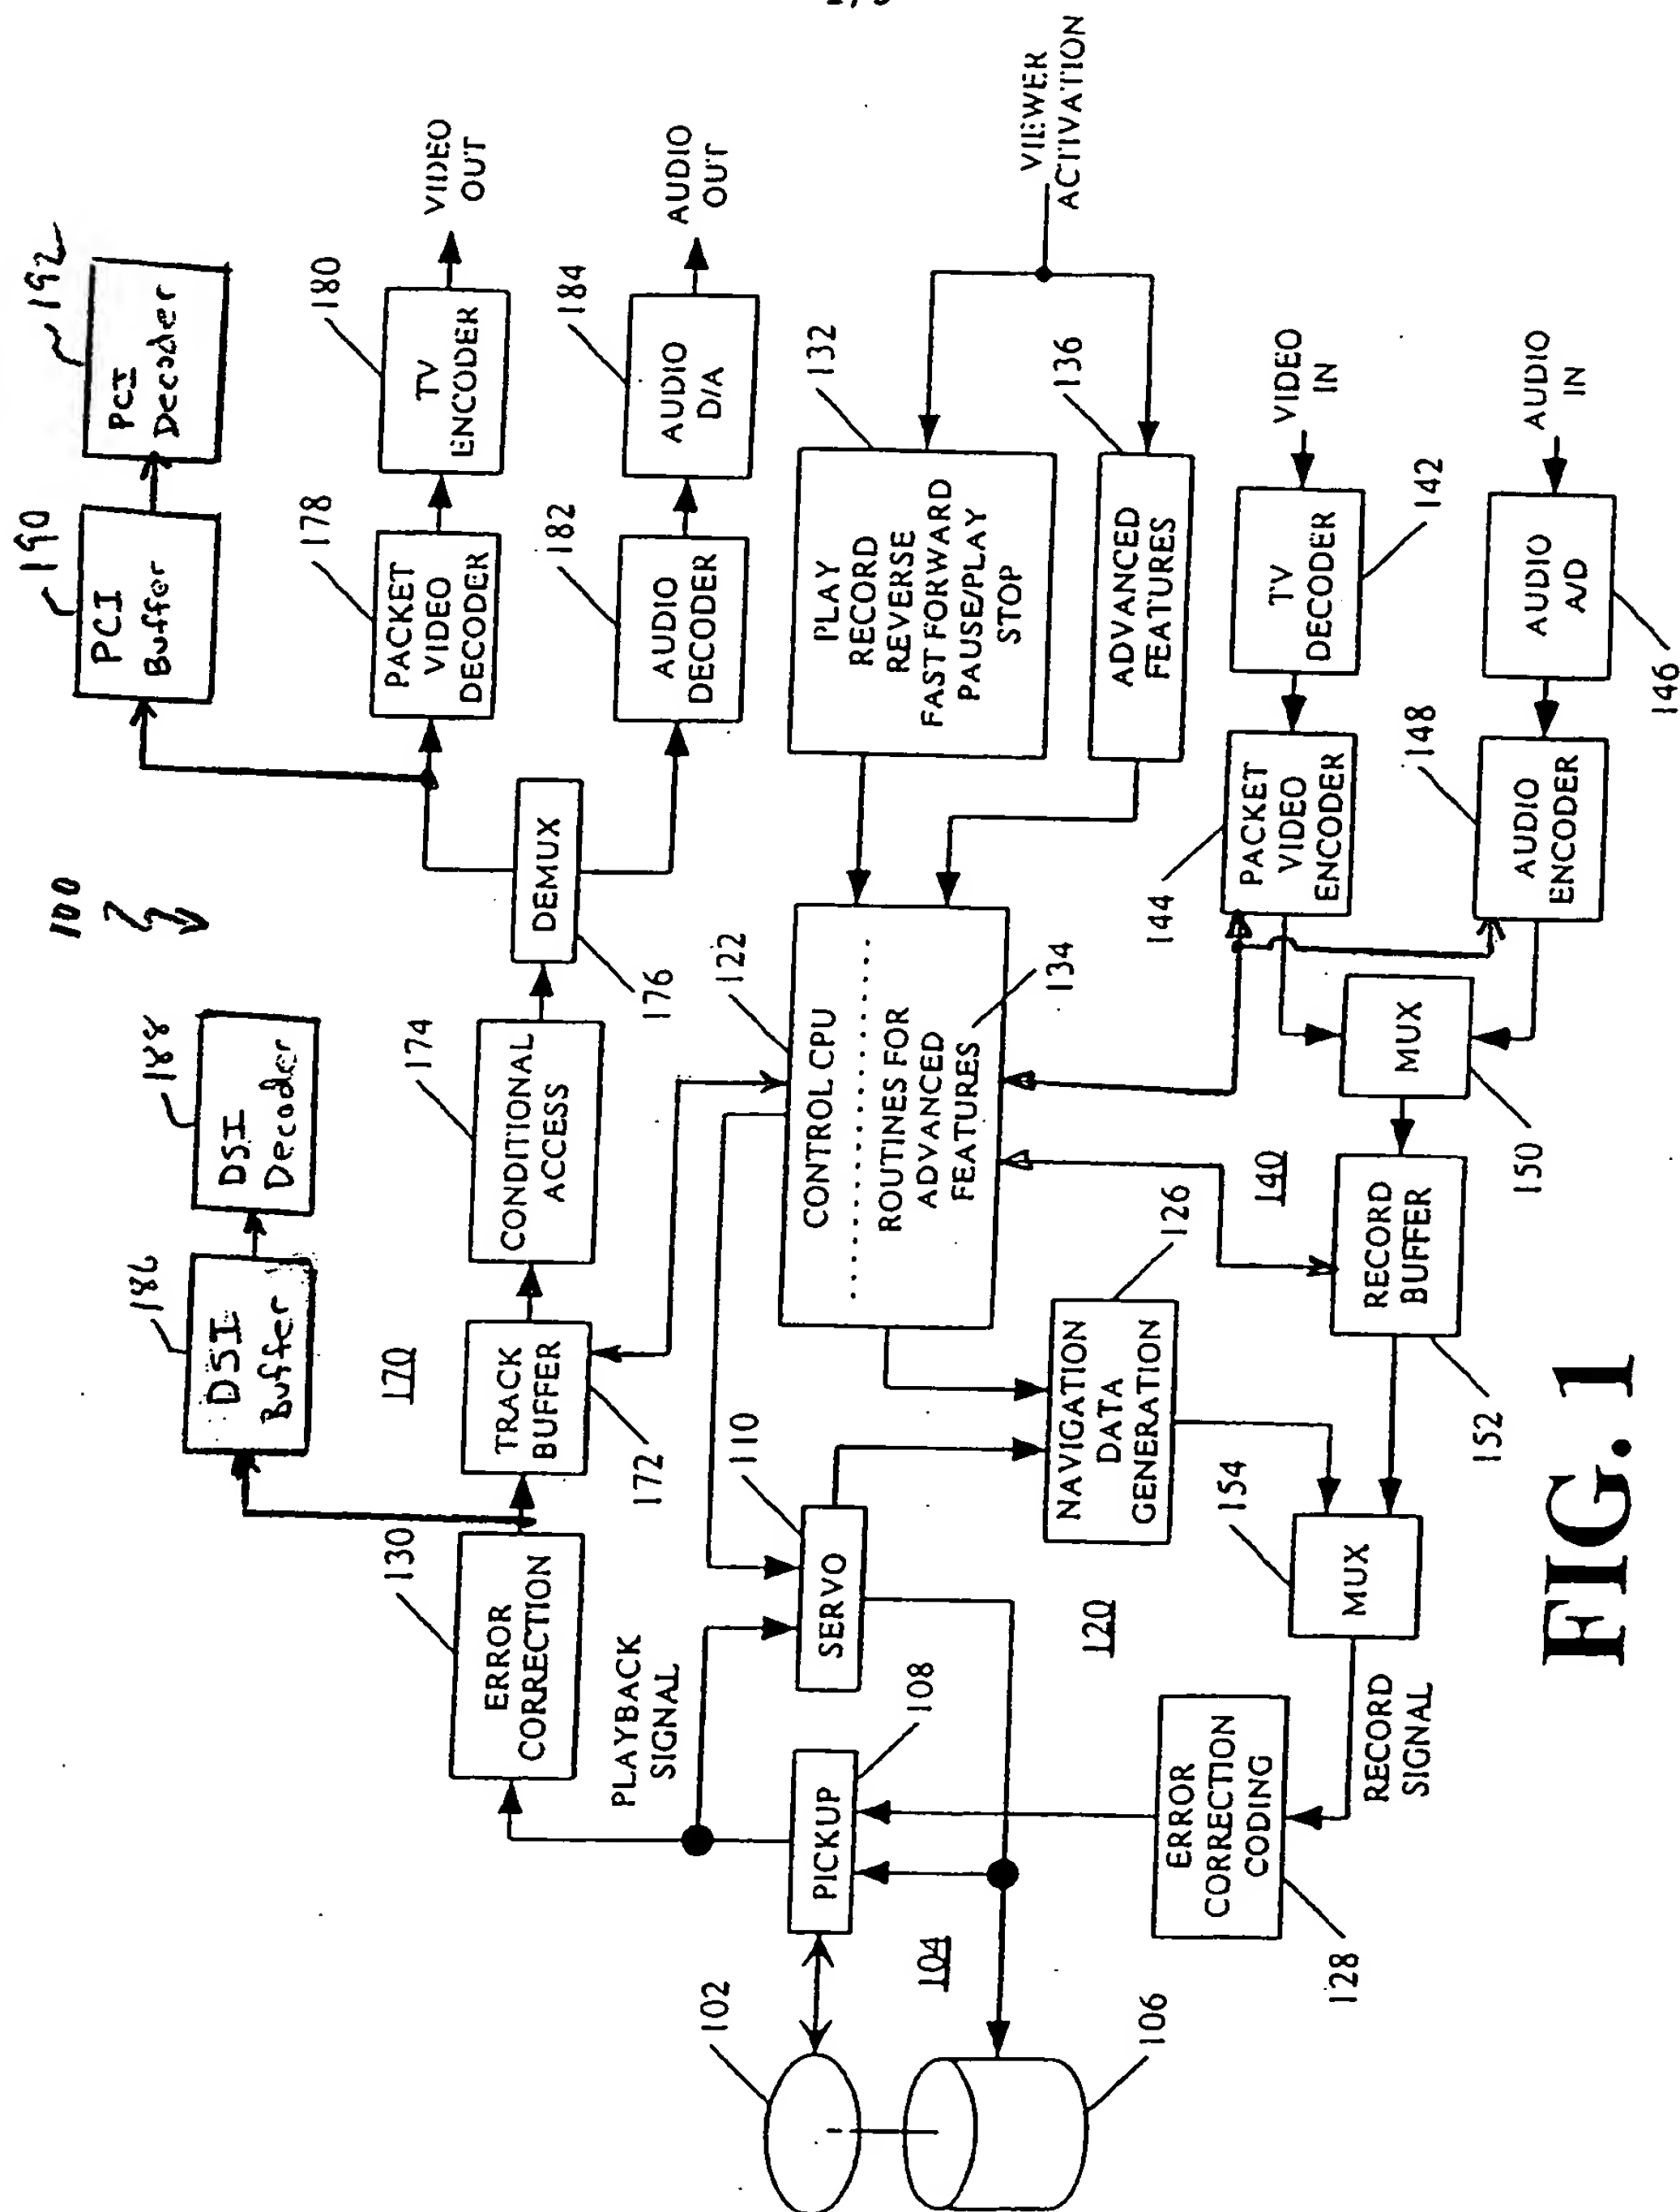 100
186
DSI
Buffer
188
DSI
Decoder
190
PCI
Buffer
192
PCI
Decoder
130
ERROR
CORRECTION
170
TRACK
BUFFER
172
174
CONDITIONAL
ACCESS
DEMUX
176
178
PACKET
VIDEO
DECODER
180
TV
ENCODER
VIDEO
OUT
182
AUDIO
DECODER
184
AUDIO
D/A
AUDIO
OUT
PLAYBACK
SIGNAL
102
104
106
PICKUP
108
110
SERVO
120
122
CONTROL CPU
ROUTINES FOR
ADVANCED
FEATURES
134
132
PLAY
RECORD
REVERSE
FAST FORWARD
PAUSE/PLAY
STOP
136
ADVANCED
FEATURES
VIEWER
ACTIVATION
NAVIGATION
DATA
GENERATION
126
140
144
PACKET
VIDEO
ENCODER
TV
DECODER
142
VIDEO
IN
148
AUDIO
ENCODER
AUDIO
A/D
146
AUDIO
IN
MUX
150
RECORD
BUFFER
152
154
MUX
RECORD
SIGNAL
ERROR
CORRECTION
CODING
128
FIG. 1